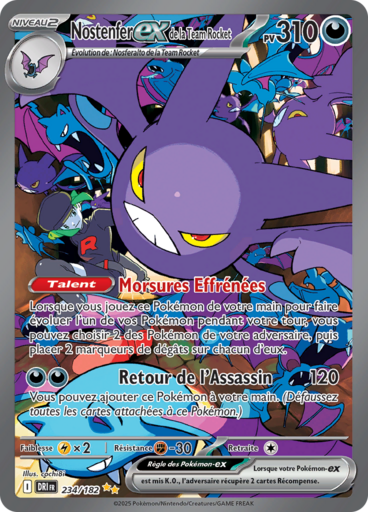 NIVEAU 2
Nostenfer ex de la Team Rocket
PV 310
Évolution de : Nosferalto de la Team Rocket
R
Talent Morsures Effrénées
Lorsque vous jouez ce Pokémon de votre main pour faire
évoluer l'un de vos Pokémon pendant votre tour, vous
pouvez choisir 2 des Pokémon de votre adversaire, puis
placer 2 marqueurs de dégâts sur chacun d'eux.
Retour de l'Assassin 120
Vous pouvez ajouter ce Pokémon à votre main. (Défaussez
toutes les cartes attachées à ce Pokémon.)
Faiblesse ×2 Résistance -30 Retraite
Illus. cochi8i
Règle des Pokémon-ex
Lorsque votre Pokémon-ex
est mis K.O., l'adversaire récupère 2 cartes Récompense.
I DRI FR 234/182
©2025 Pokémon/Nintendo/Creatures/GAME FREAK